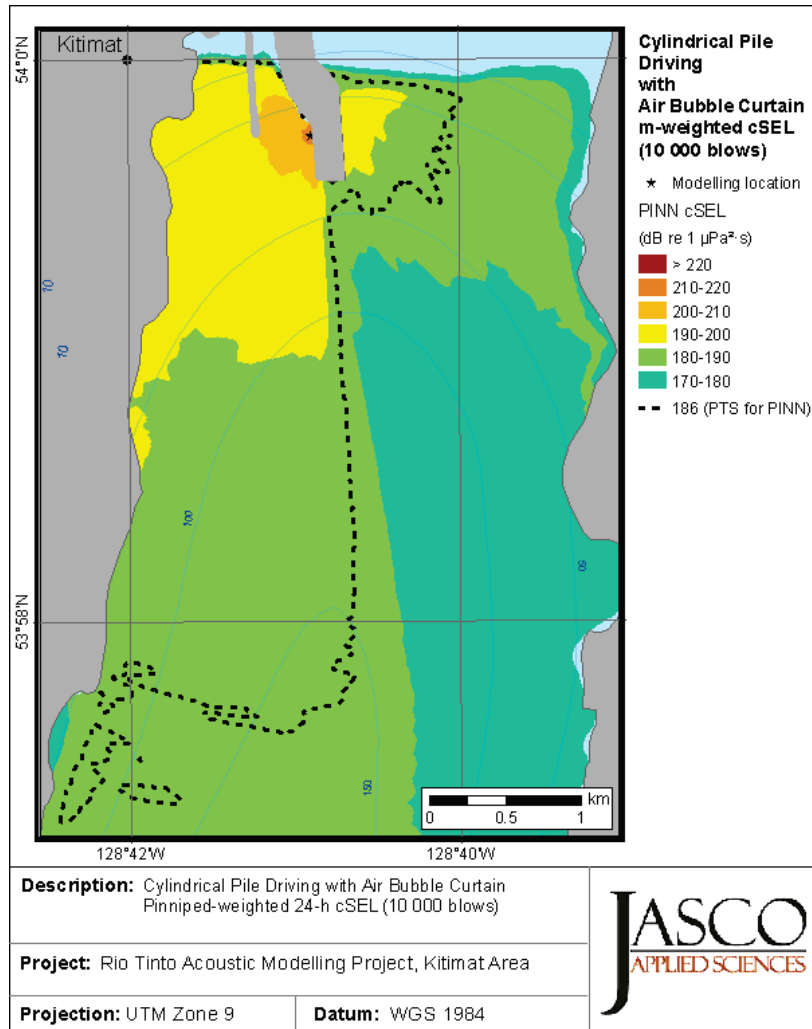 Kitimat
54°0'N
53°58'N
128°42'W
128°40'W
10
10
100
150
50
km
0
0.5
1
Cylindrical Pile
Driving
with
Air Bubble Curtain
m-weighted cSEL
(10 000 blows)
Modelling location
PINN cSEL
(dB re 1 µPa²·s)
> 220
210-220
200-210
190-200
180-190
170-180
186 (PTS for PINN)
Description: Cylindrical Pile Driving with Air Bubble Curtain
Pinniped-weighted 24-h cSEL (10 000 blows)
Project: Rio Tinto Acoustic Modelling Project, Kitimat Area
Projection: UTM Zone 9
Datum: WGS 1984
JASCO
APPLIED SCIENCES